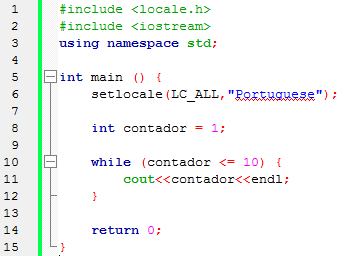 1 #include <locale.h>
2 #include <iostream>
3 using namespace std;
4
5 int main () {
6 setlocale(LC_ALL,"Portuguese");
7
8 int contador = 1;
9
10 while (contador <= 10) {
11 cout<<contador<<endl;
12 }
13
14 return 0;
15 }